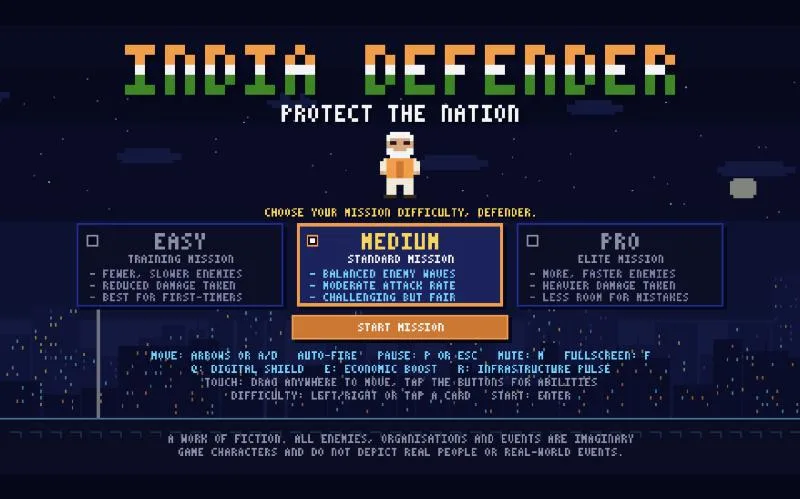 INDIA DEFENDER
PROTECT THE NATION
CHOOSE YOUR MISSION DIFFICULTY, DEFENDER.
EASY
TRAINING MISSION
- FEWER, SLOWER ENEMIES
- REDUCED DAMAGE TAKEN
- BEST FOR FIRST-TIMERS
MEDIUM
STANDARD MISSION
- BALANCED ENEMY WAVES
- MODERATE ATTACK RATE
- CHALLENGING BUT FAIR
PRO
ELITE MISSION
- MORE, FASTER ENEMIES
- HEAVIER DAMAGE TAKEN
- LESS ROOM FOR MISTAKES
START MISSION
MOVE: ARROWS OR A/D AUTO-FIRE PAUSE: P OR ESC MUTE: M FULLSCREEN: F
Q: DIGITAL SHIELD E: ECONOMIC BOOST R: INFRASTRUCTURE PULSE
TOUCH: DRAG ANYWHERE TO MOVE, TAP THE BUTTONS FOR ABILITIES
DIFFICULTY: LEFT/RIGHT OR TAP A CARD START: ENTER
A WORK OF FICTION. ALL ENEMIES, ORGANISATIONS AND EVENTS ARE IMAGINARY
GAME CHARACTERS AND DO NOT DEPICT REAL PEOPLE OR REAL-WORLD EVENTS.